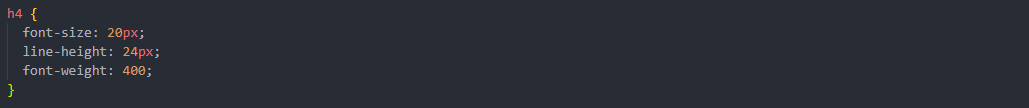 h4 {
font-size: 20px;
line-height: 24px;
font-weight: 400;
}